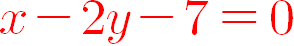 x − 2y − 7 = 0